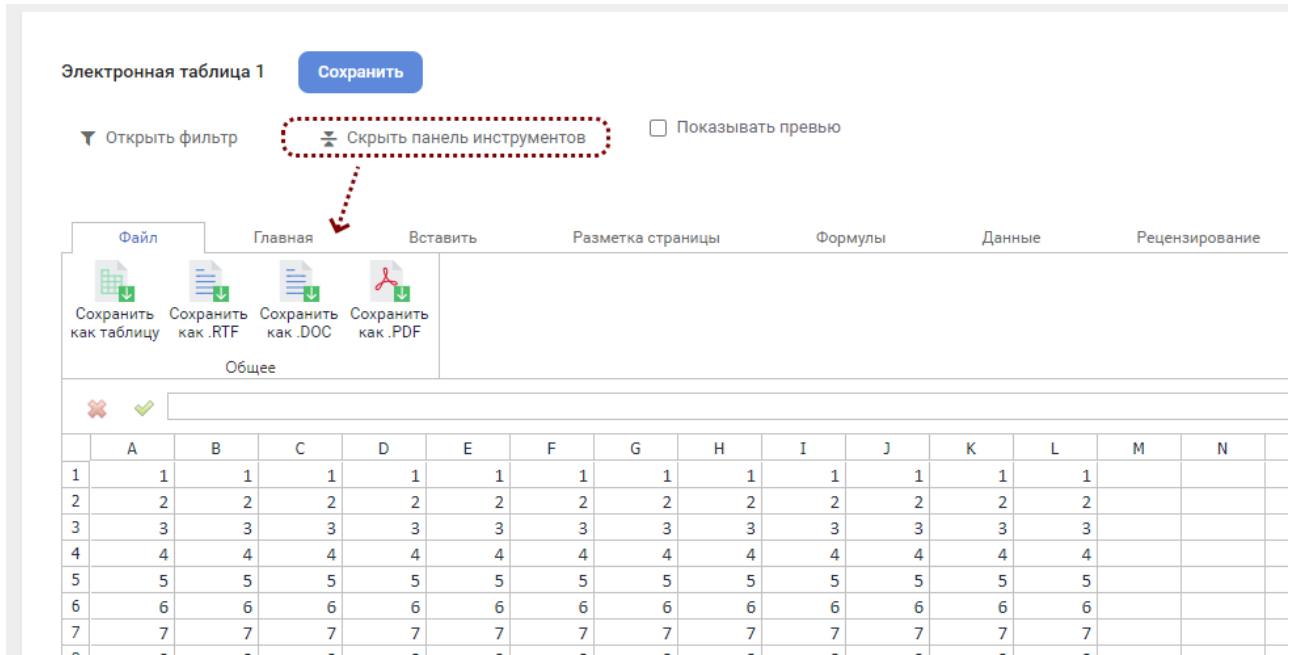 Электронная таблица 1 Сохранить
Открыть фильтр Скрыть панель инструментов Показывать превью
Файл Главная Вставить Разметка страницы Формулы Данные Рецензирование
Сохранить Сохранить Сохранить Сохранить
как таблицу как .RTF как .DOC как .PDF
Общее
A B C D E F G H I J K L M N
1 1 1 1 1 1 1 1 1 1 1 1 1
2 2 2 2 2 2 2 2 2 2 2 2 2
3 3 3 3 3 3 3 3 3 3 3 3 3
4 4 4 4 4 4 4 4 4 4 4 4 4
5 5 5 5 5 5 5 5 5 5 5 5 5
6 6 6 6 6 6 6 6 6 6 6 6 6
7 7 7 7 7 7 7 7 7 7 7 7 7